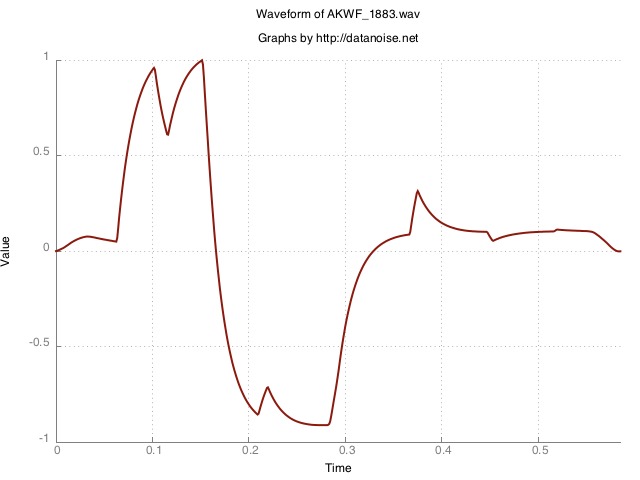 Waveform of AKWF_1883.wav
Graphs by http://datanoise.net
1
0.5
0
-0.5
-1
Value
0 0.1 0.2 0.3 0.4 0.5
Time